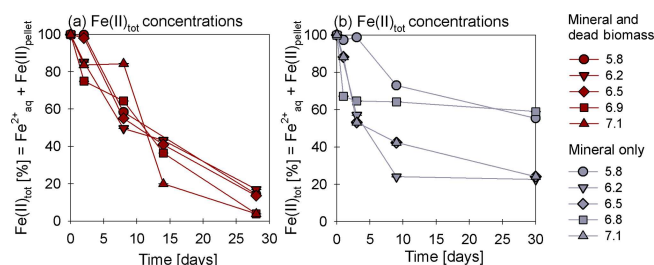 (a) Fe(II)tot concentrations
Fe(II)tot [%] = Fe2+aq + Fe(II)pellet
100
80
60
40
20
0
0 5 10 15 20 25 30
Time [days]
(b) Fe(II)tot concentrations
Fe(II)tot [%] = Fe2+aq + Fe(II)pellet
100
80
60
40
20
0
0 5 10 15 20 25 30
Time [days]
Mineral and
dead biomass
5.8
6.2
6.5
6.9
7.1
Mineral only
5.8
6.2
6.5
6.8
7.1